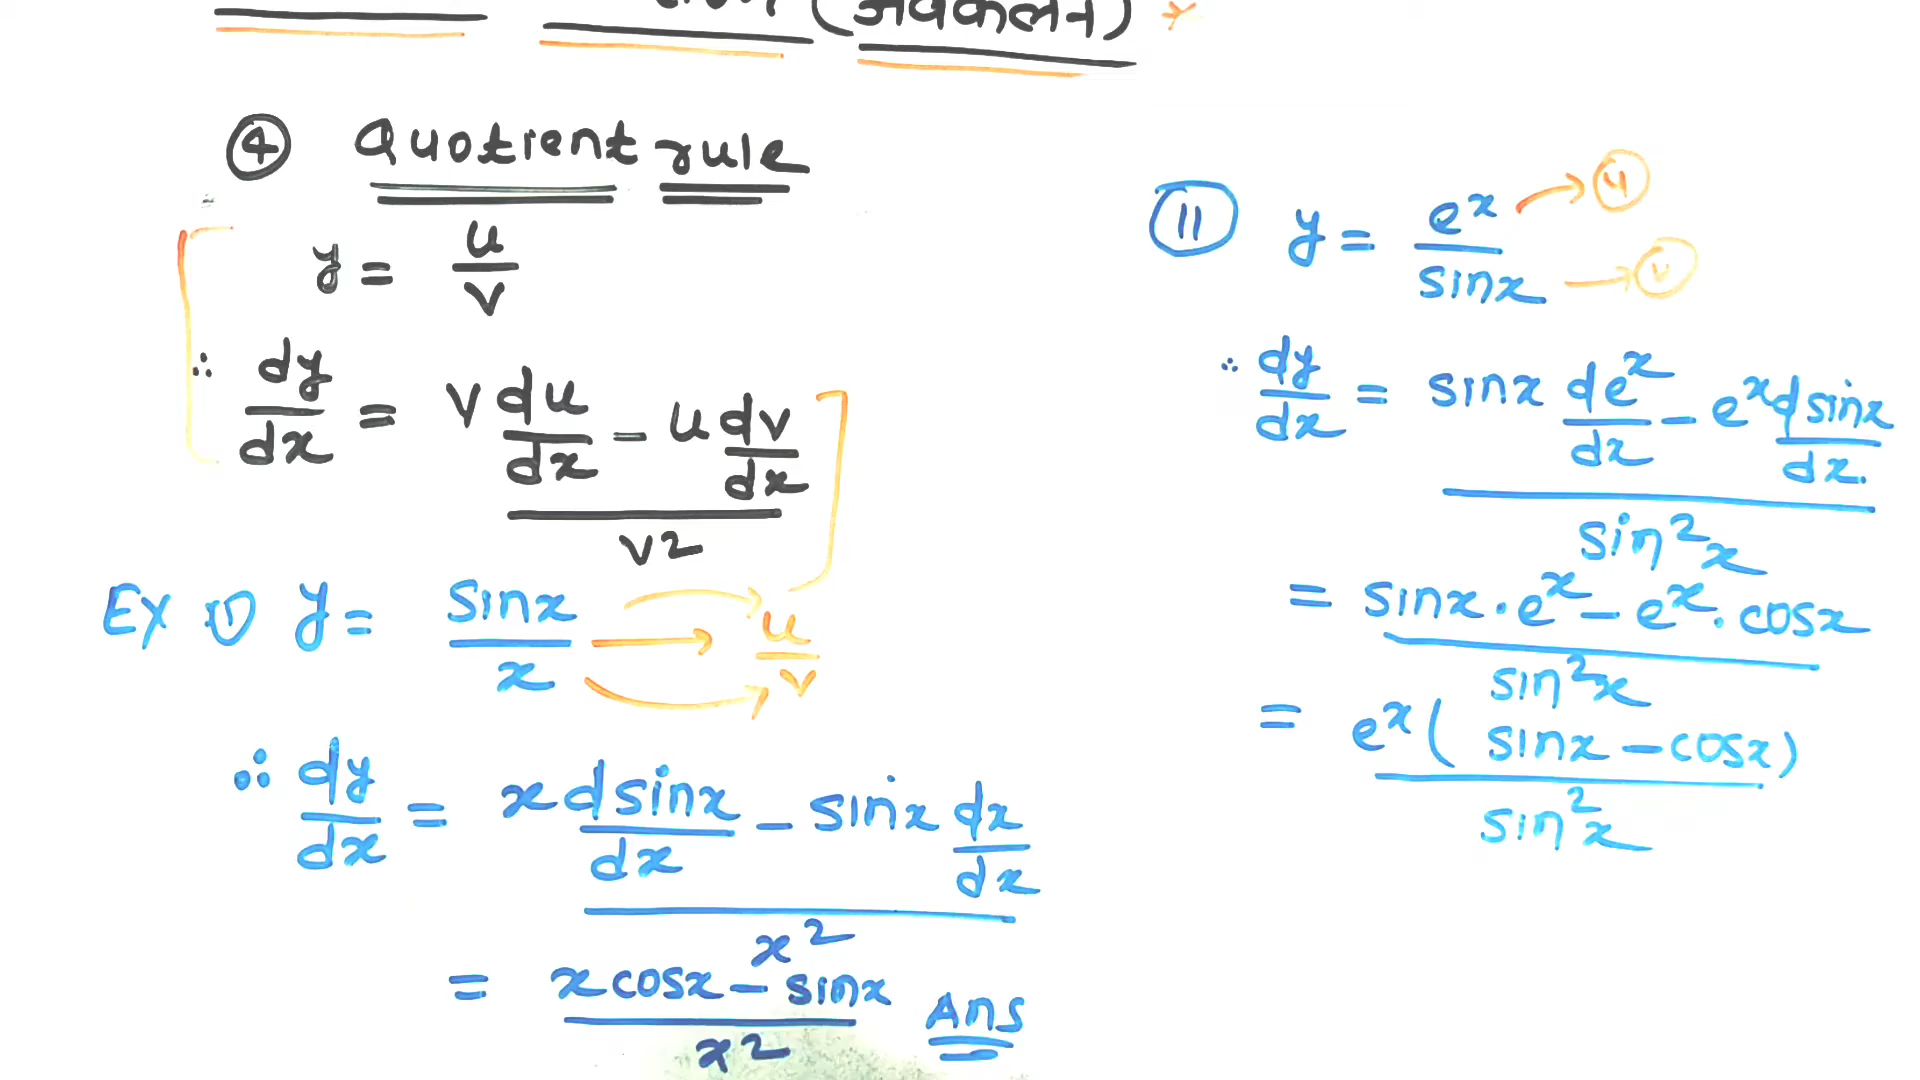 (अवकलन)
④ Quotient rule
y = u/v
∴ dy/dx = (v du/dx - u dv/dx)/v2
Ex ① y = sinx/x → u/v
∴ dy/dx = (x dsinx/dx - sinx dx/dx)/x²
= (x cosx - sinx)/x2 Ans
⑪ y = e^x/sinx → u → v
∴ dy/dx = (sinx de^x/dx - e^x dsinx/dx)/sin²x
= (sinx . e^x - e^x . cosx)/sin²x
= e^x (sinx - cosx)/sin²x